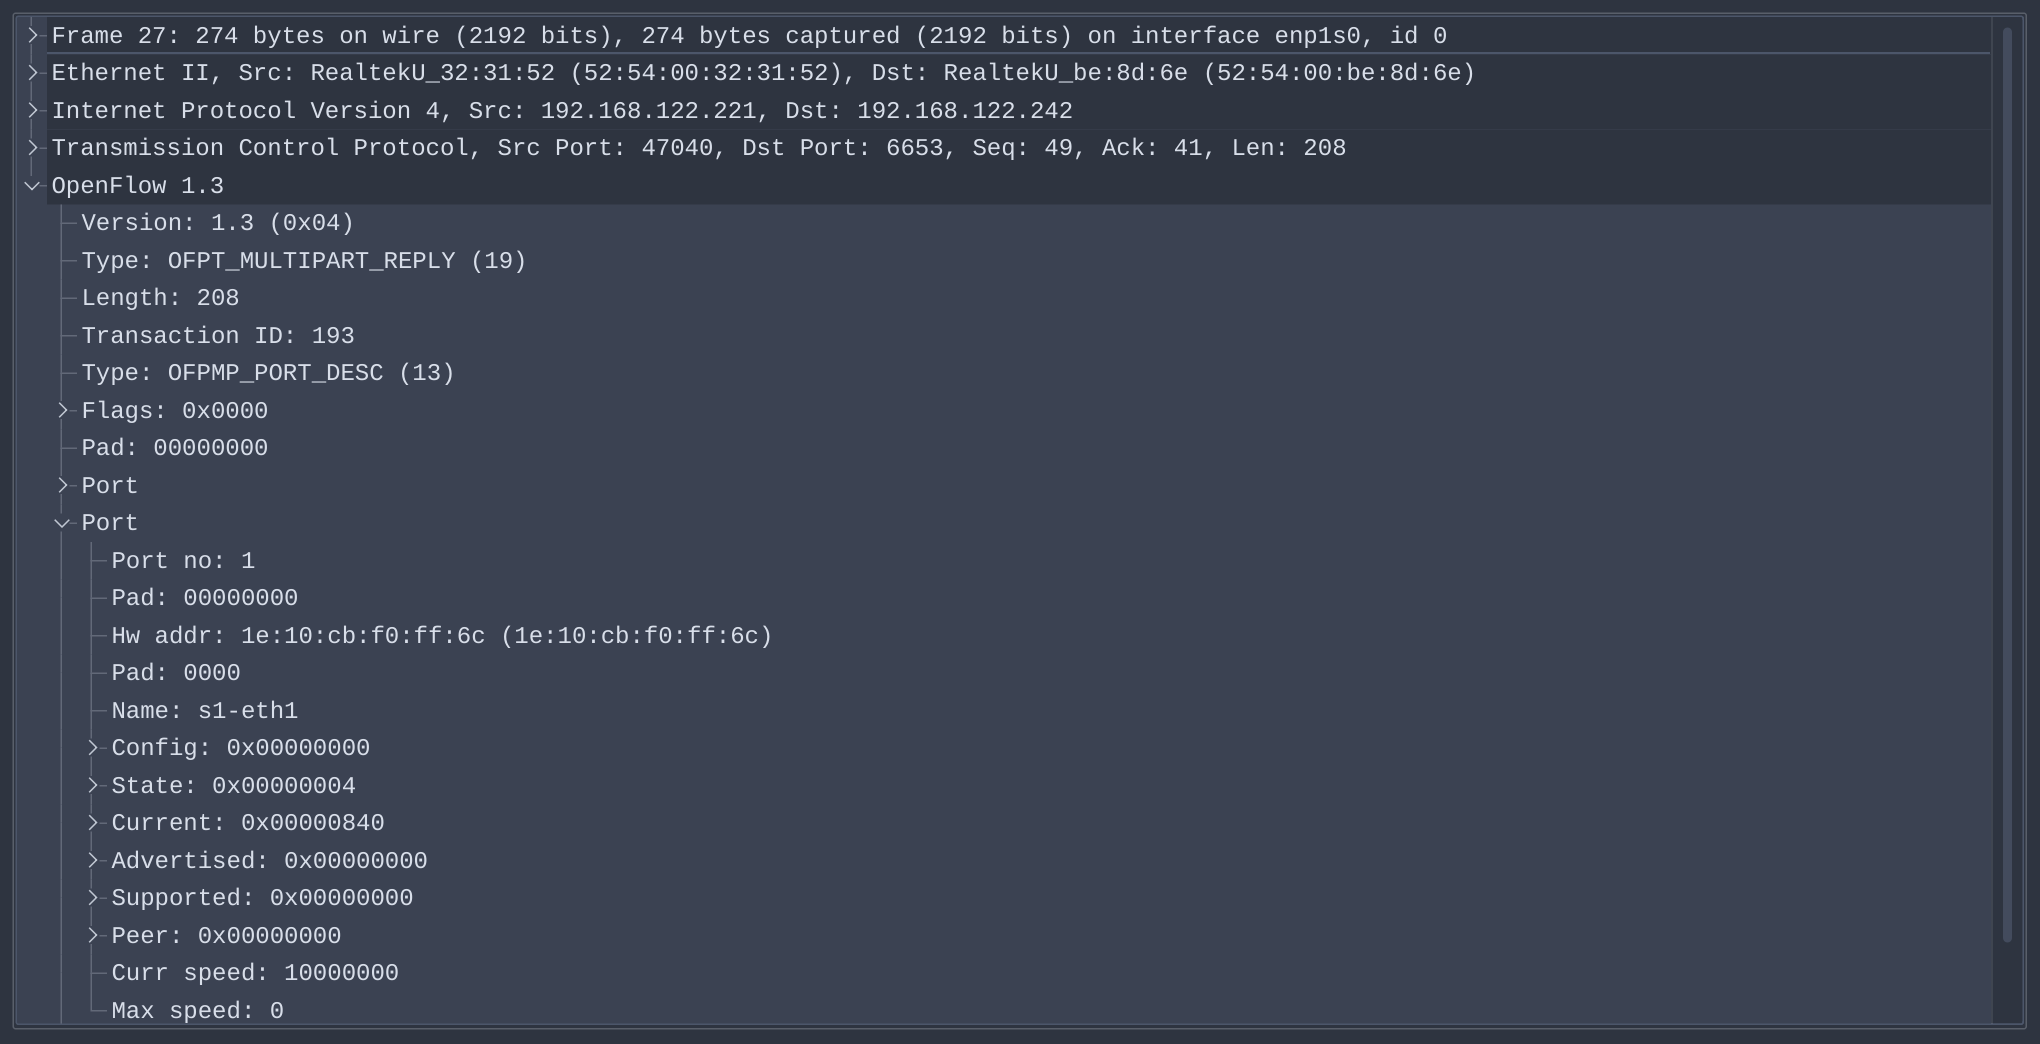 Frame 27: 274 bytes on wire (2192 bits), 274 bytes captured (2192 bits) on interface enp1s0, id 0
Ethernet II, Src: RealtekU_32:31:52 (52:54:00:32:31:52), Dst: RealtekU_be:8d:6e (52:54:00:be:8d:6e)
Internet Protocol Version 4, Src: 192.168.122.221, Dst: 192.168.122.242
Transmission Control Protocol, Src Port: 47040, Dst Port: 6653, Seq: 49, Ack: 41, Len: 208
OpenFlow 1.3
Version: 1.3 (0x04)
Type: OFPT_MULTIPART_REPLY (19)
Length: 208
Transaction ID: 193
Type: OFPMP_PORT_DESC (13)
Flags: 0x0000
Pad: 00000000
Port
Port
Port no: 1
Pad: 00000000
Hw addr: 1e:10:cb:f0:ff:6c (1e:10:cb:f0:ff:6c)
Pad: 0000
Name: s1-eth1
Config: 0x00000000
State: 0x00000004
Current: 0x00000840
Advertised: 0x00000000
Supported: 0x00000000
Peer: 0x00000000
Curr speed: 10000000
Max speed: 0